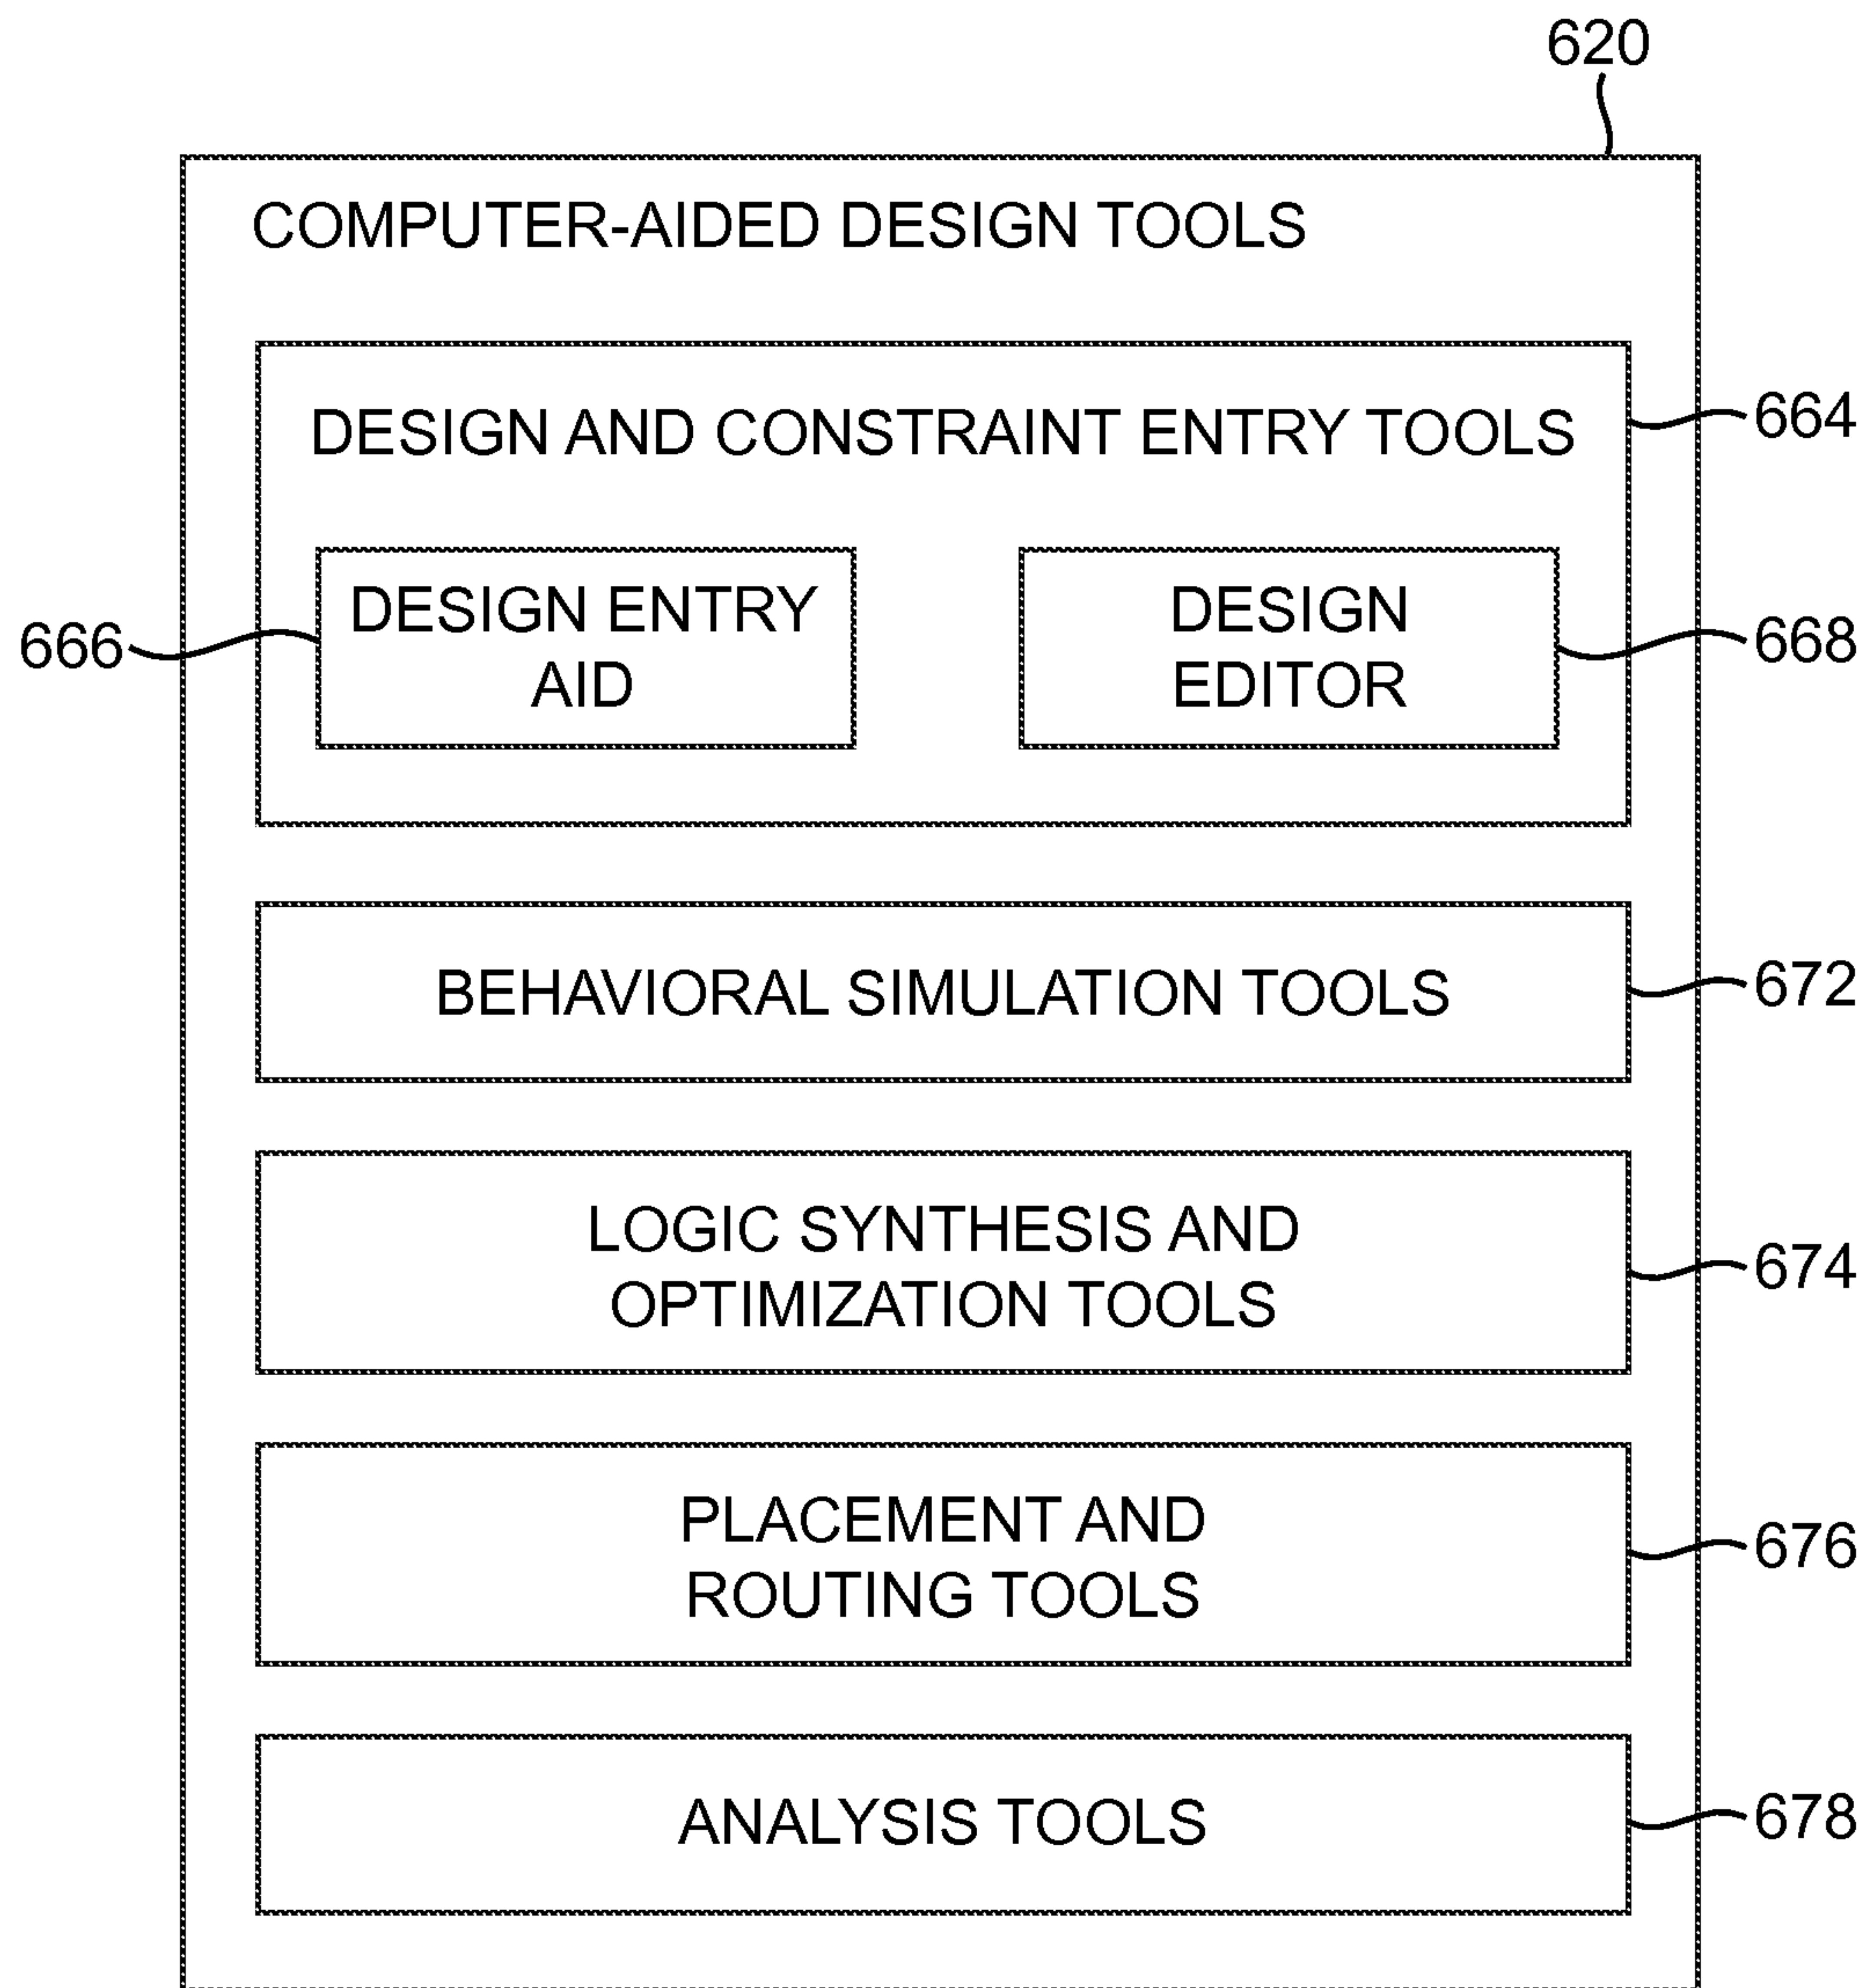 620
COMPUTER-AIDED DESIGN TOOLS
DESIGN AND CONSTRAINT ENTRY TOOLS
664
DESIGN ENTRY
AID
666
DESIGN
EDITOR
668
BEHAVIORAL SIMULATION TOOLS
672
LOGIC SYNTHESIS AND
OPTIMIZATION TOOLS
674
PLACEMENT AND
ROUTING TOOLS
676
ANALYSIS TOOLS
678